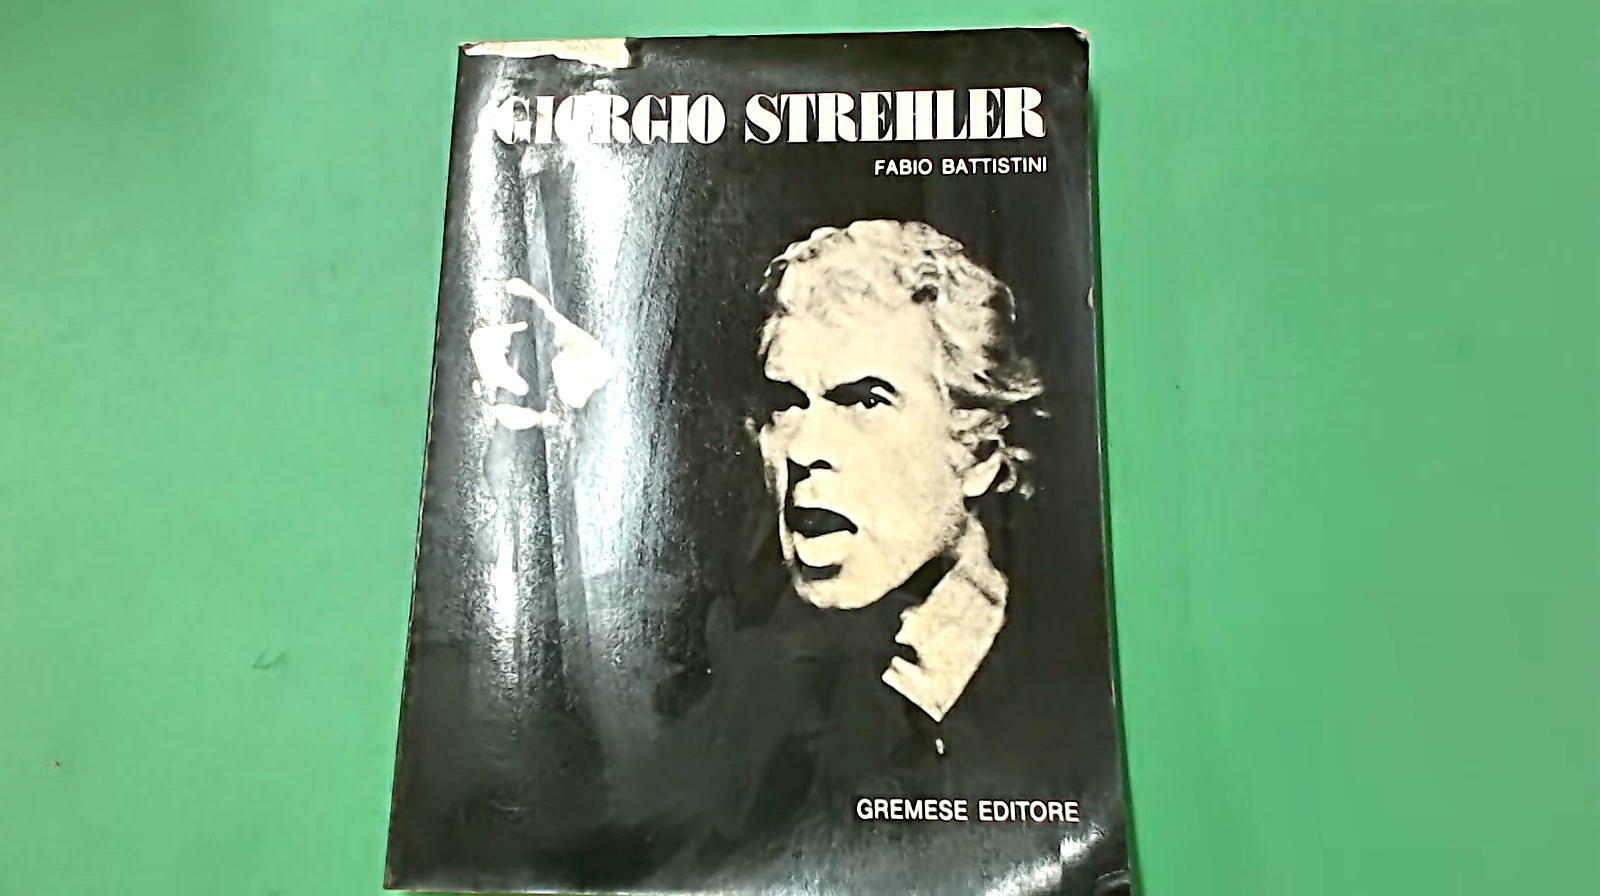 GIORGIO STREHLER
FABIO BATTISTINI
GREMESE EDITORE